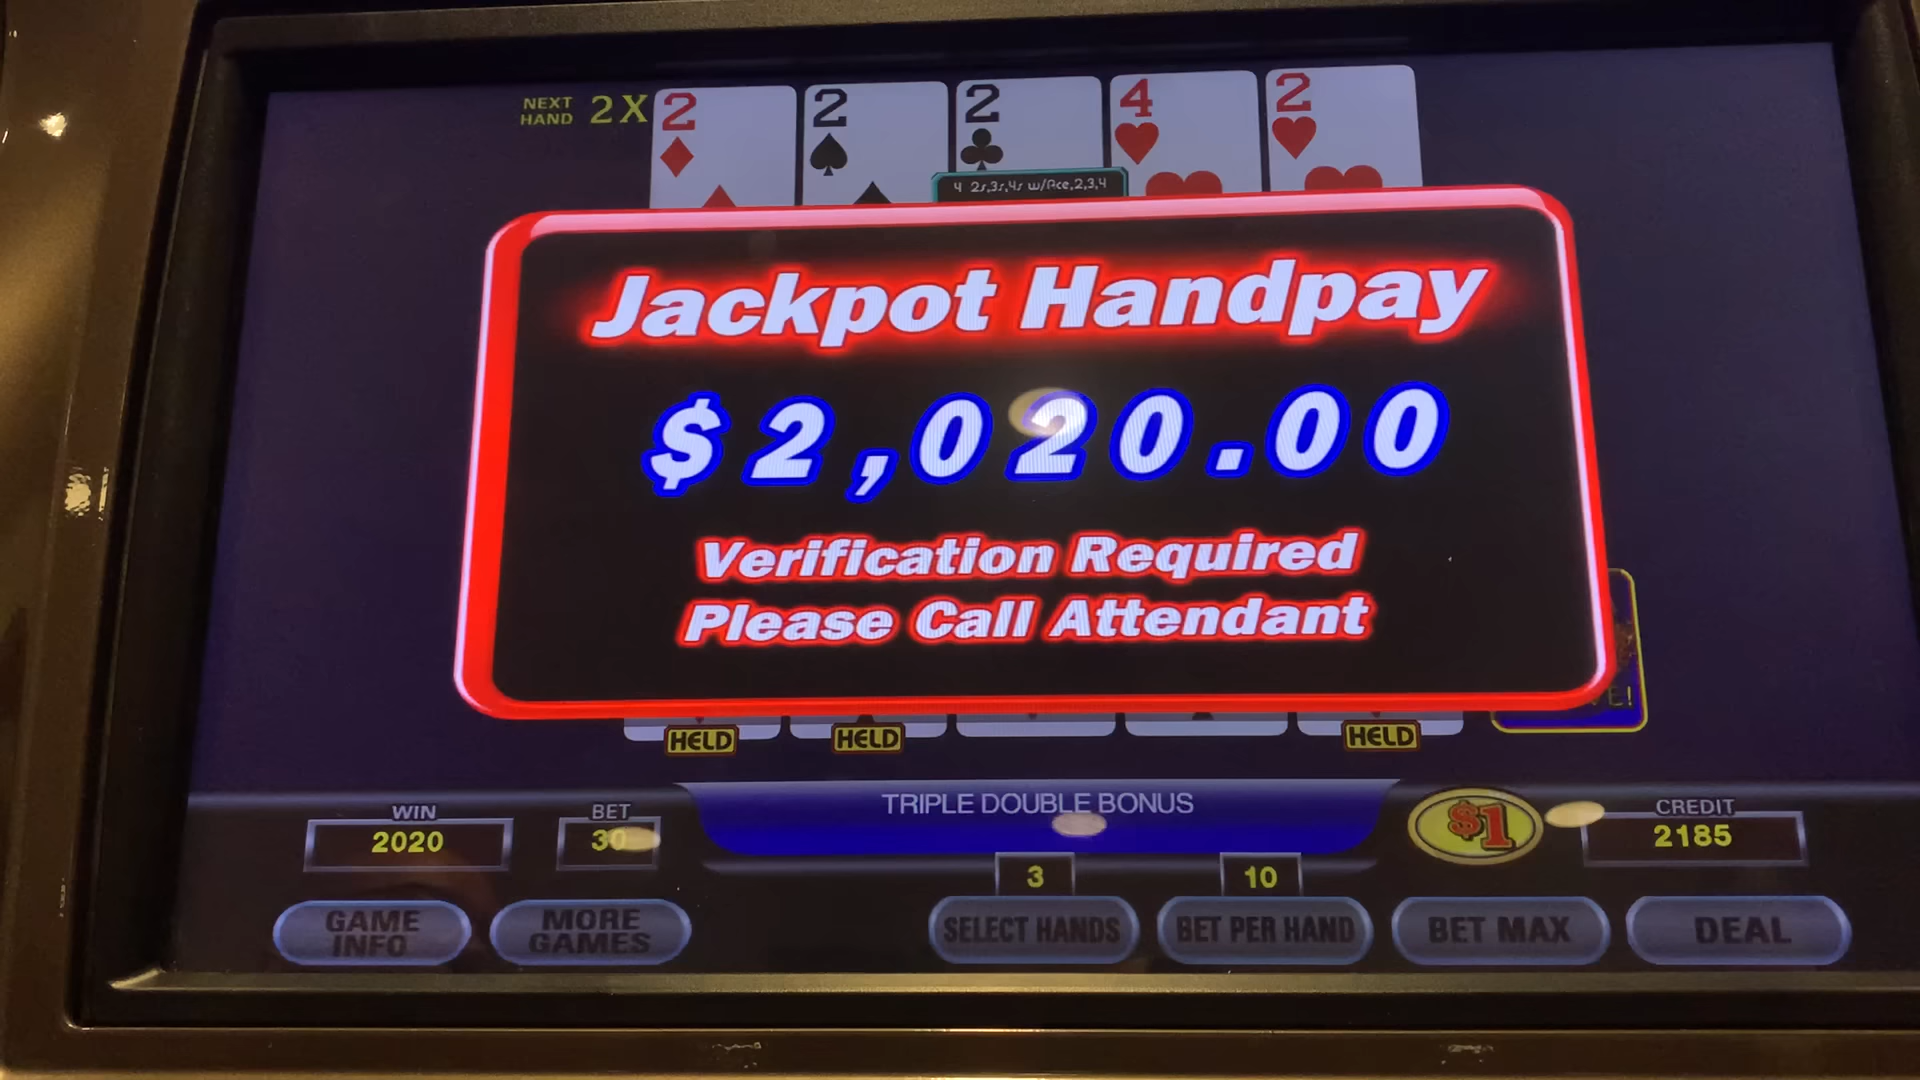 NEXT HAND 2X
2 2 2 4 2
4 2s,3s,4s w/Ace,2,3,4
Jackpot Handpay
$2,020.00
Verification Required
Please Call Attendant
VE!
HELD HELD HELD
TRIPLE DOUBLE BONUS
WIN BET $1 CREDIT
2020 30 2185
3 10
GAME INFO MORE GAMES SELECT HANDS BET PER HAND BET MAX DEAL